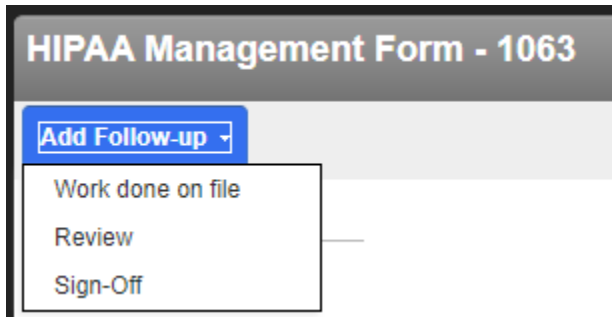 HIPAA Management Form - 1063
Add Follow-up
Work done on file
Review
Sign-Off